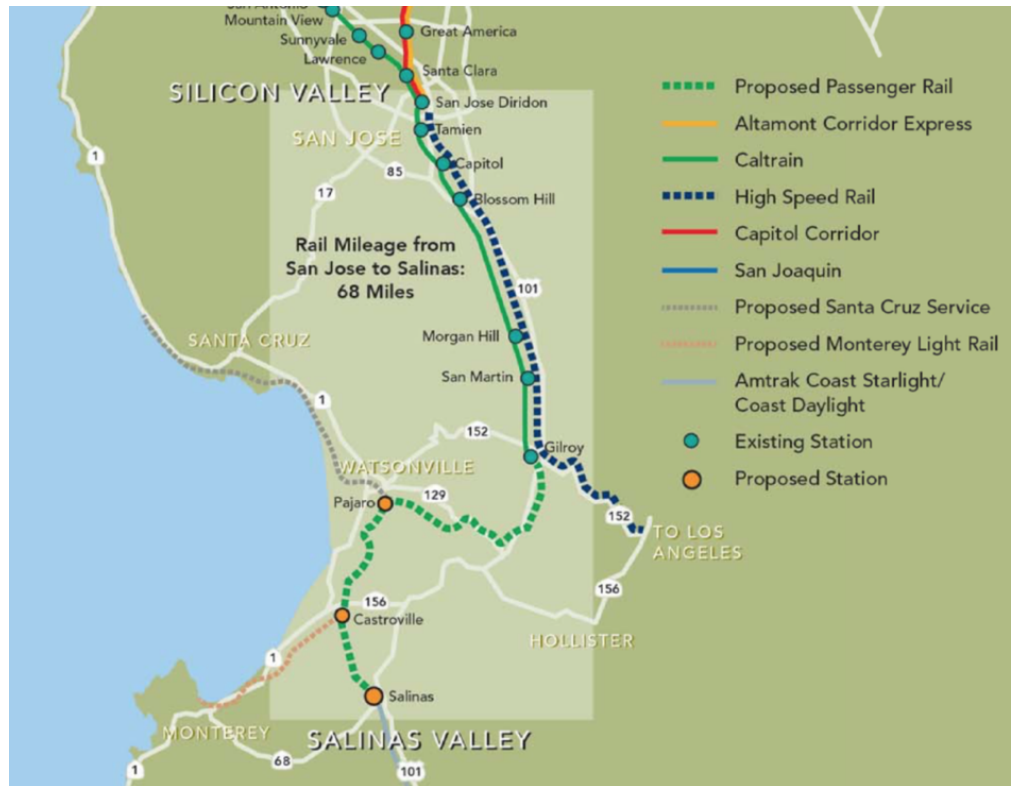 San Antonio
Mountain View
Sunnyvale
Lawrence
Great America
Santa Clara
SILICON VALLEY
San Jose Diridon
SAN JOSE
Tamien
Capitol
Blossom Hill
1
85
17
Rail Mileage from
San Jose to Salinas:
68 Miles
101
Morgan Hill
San Martin
SANTA CRUZ
1
152
Gilroy
WATSONVILLE
Pajaro
129
152
TO LOS
ANGELES
156
156
Castroville
HOLLISTER
1
Salinas
MONTEREY
SALINAS VALLEY
68
1
101
Proposed Passenger Rail
Altamont Corridor Express
Caltrain
High Speed Rail
Capitol Corridor
San Joaquin
Proposed Santa Cruz Service
Proposed Monterey Light Rail
Amtrak Coast Starlight/
Coast Daylight
Existing Station
Proposed Station